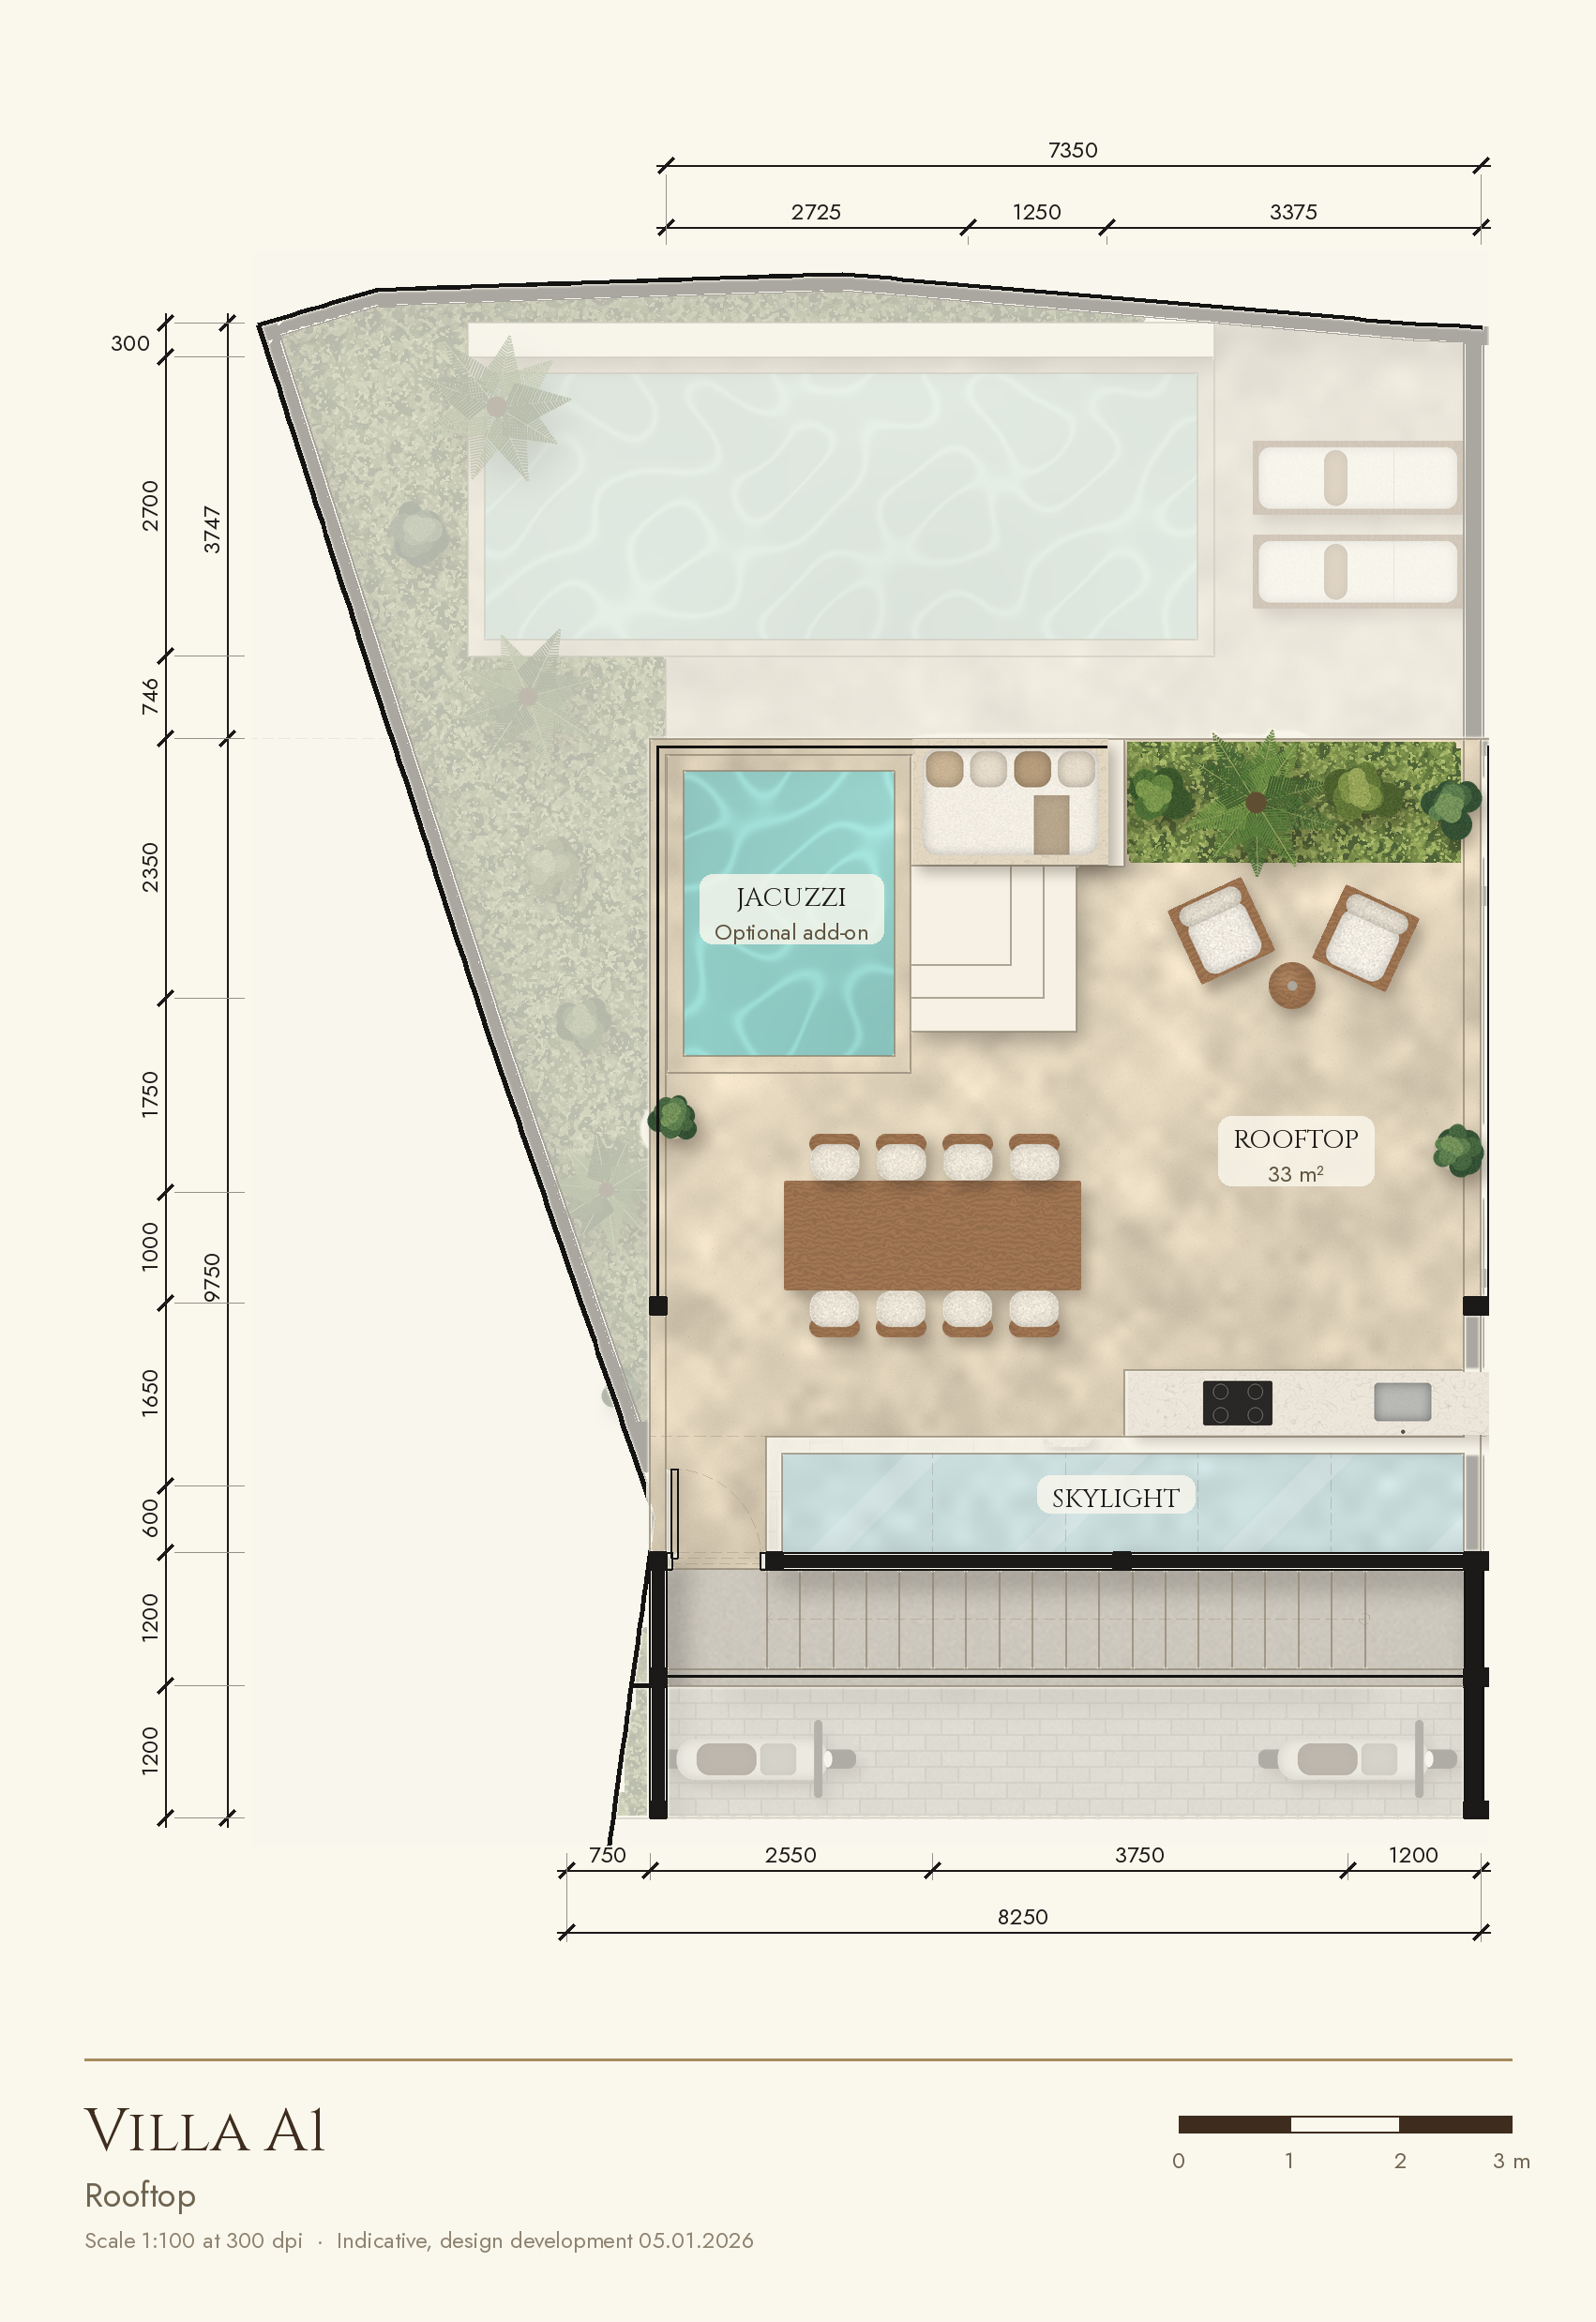 7350
2725 1250 3375
300
2700
3747
746
2350
JACUZZI
Optional add-on
1750
ROOFTOP
33 m²
1000
9750
1650
SKYLIGHT
600
1200
1200
750 2550 3750 1200
8250
VILLA A1
Rooftop
Scale 1:100 at 300 dpi · Indicative, design development 05.01.2026
0 1 2 3 m